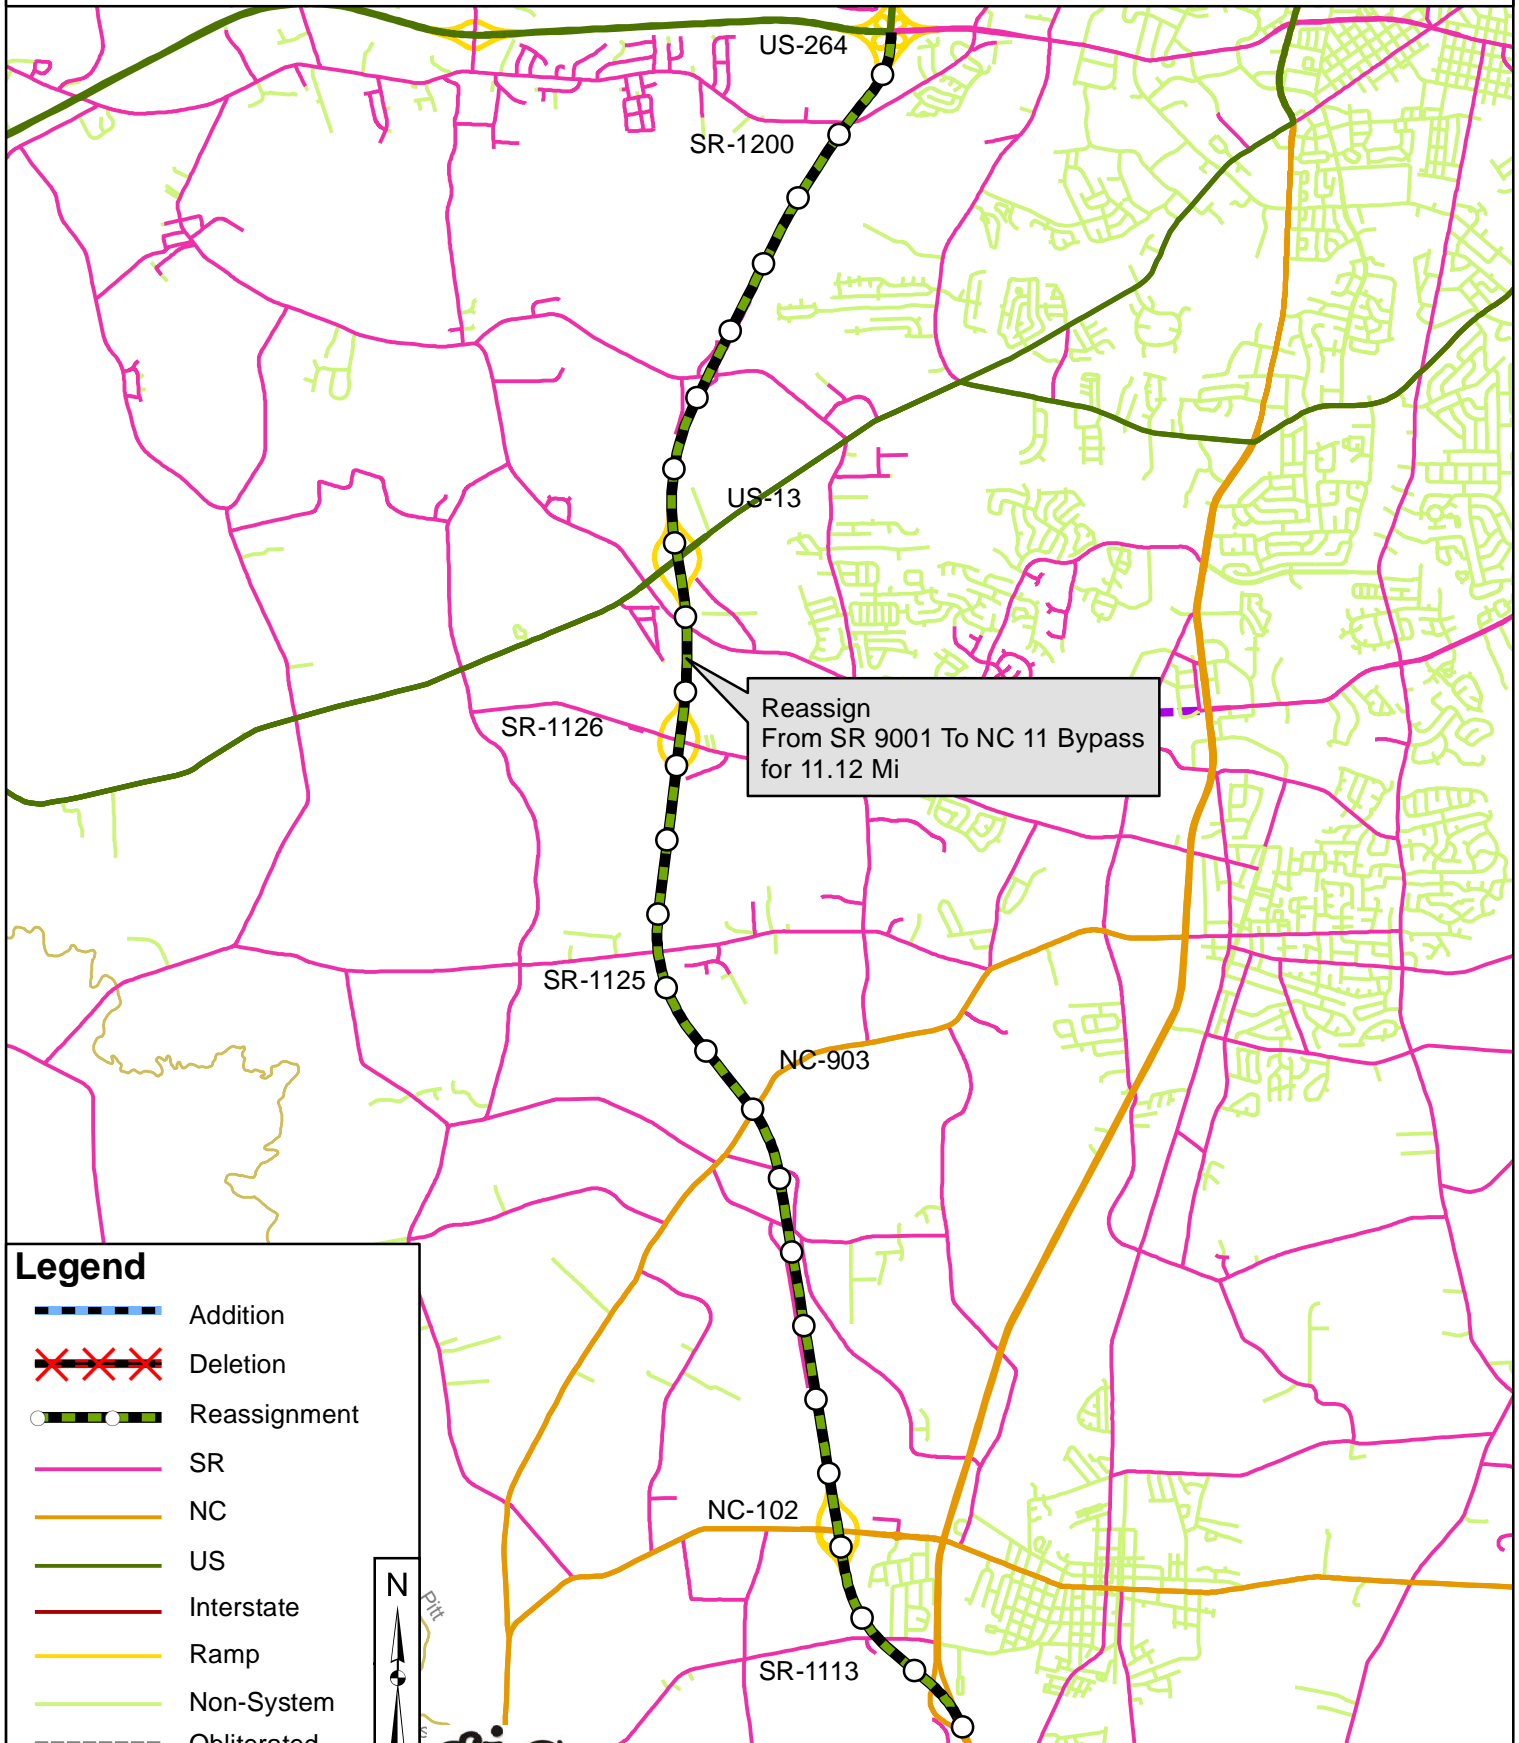 US-264
SR-1200
US-13
SR-1126
Reassign
From SR 9001 To NC 11 Bypass
for 11.12 Mi
SR-1125
NC-903
NC-102
SR-1113
Legend
Addition
Deletion
Reassignment
SR
NC
US
Interstate
Ramp
Non-System
Obliterated
N
Pitt